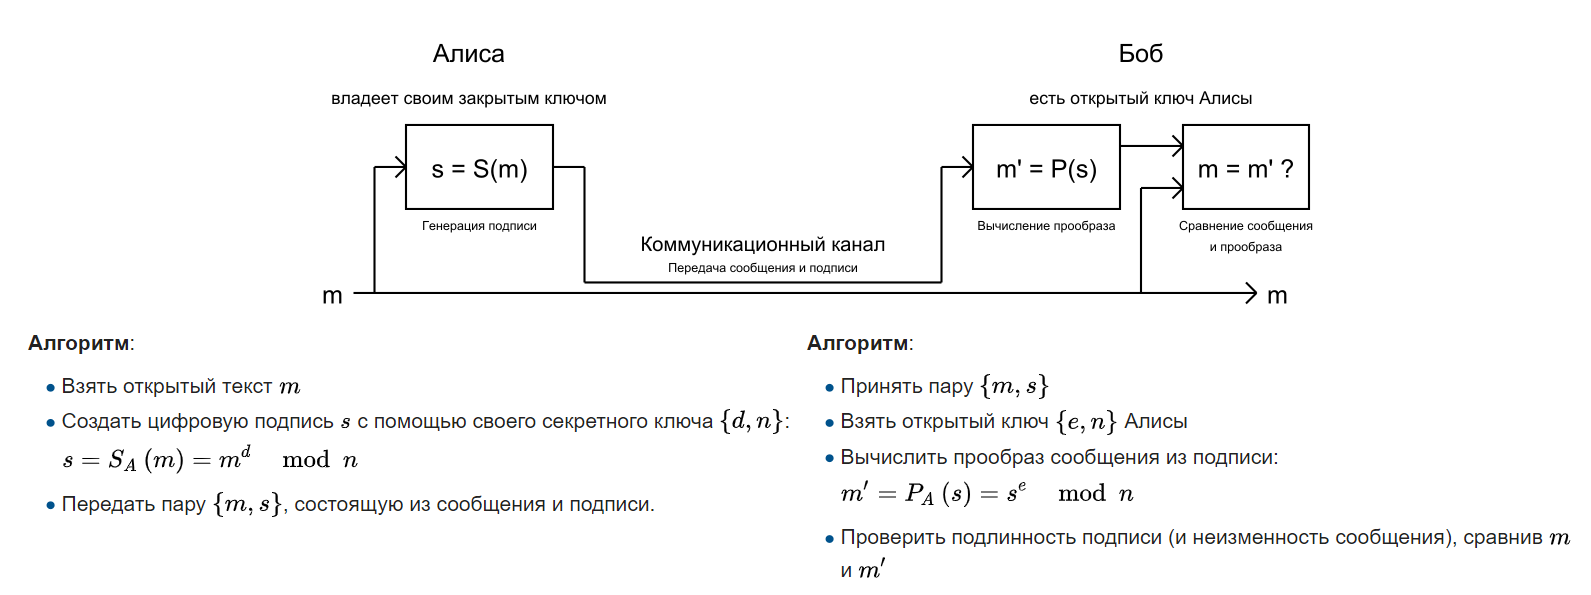 Алиса
владеет своим закрытым ключом
s = S(m)
Генерация подписи
Коммуникационный канал
Передача сообщения и подписи
Боб
есть открытый ключ Алисы
m' = P(s)
Вычисление прообраза
m = m' ?
Сравнение сообщения
и прообраза
m
m
Алгоритм:
• Взять открытый текст m
• Создать цифровую подпись s с помощью своего секретного ключа {d, n}:
s = S_A (m) = m^d mod n
• Передать пару {m, s}, состоящую из сообщения и подписи.
Алгоритм:
• Принять пару {m, s}
• Взять открытый ключ {e, n} Алисы
• Вычислить прообраз сообщения из подписи:
m′ = P_A (s) = s^e mod n
• Проверить подлинность подписи (и неизменность сообщения), сравнив m
и m′